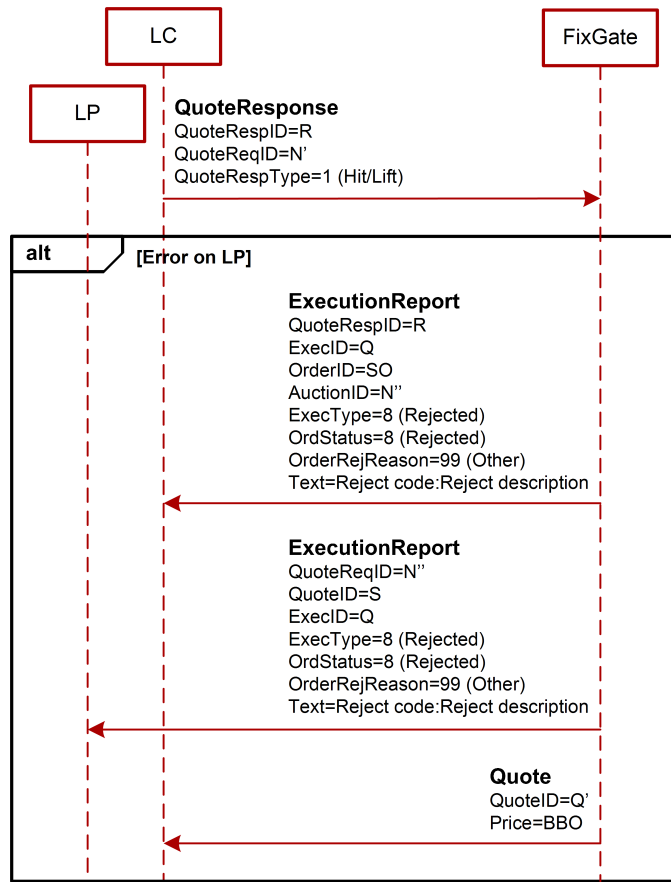 LC
FixGate
LP
QuoteResponse
QuoteRespID=R
QuoteReqID=N’
QuoteRespType=1 (Hit/Lift)
alt
[Error on LP]
ExecutionReport
QuoteRespID=R
ExecID=Q
OrderID=SO
AuctionID=N’’
ExecType=8 (Rejected)
OrdStatus=8 (Rejected)
OrderRejReason=99 (Other)
Text=Reject code:Reject description
ExecutionReport
QuoteReqID=N’’
QuoteID=S
ExecID=Q
ExecType=8 (Rejected)
OrdStatus=8 (Rejected)
OrderRejReason=99 (Other)
Text=Reject code:Reject description
Quote
QuoteID=Q’
Price=BBO